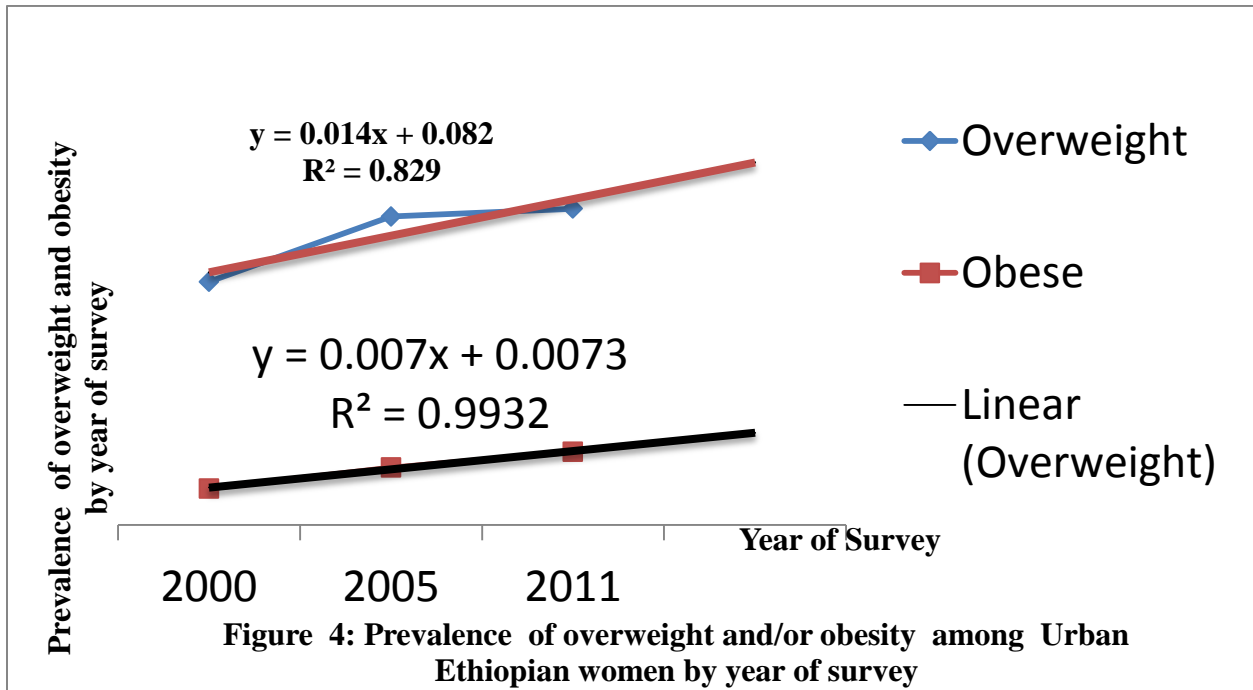 Prevalence of overweight and obesity
by year of survey
y = 0.014x + 0.082
R² = 0.829
y = 0.007x + 0.0073
R² = 0.9932
Overweight
Obese
Linear
(Overweight)
Year of Survey
2000 2005 2011
Figure 4: Prevalence of overweight and/or obesity among Urban
Ethiopian women by year of survey